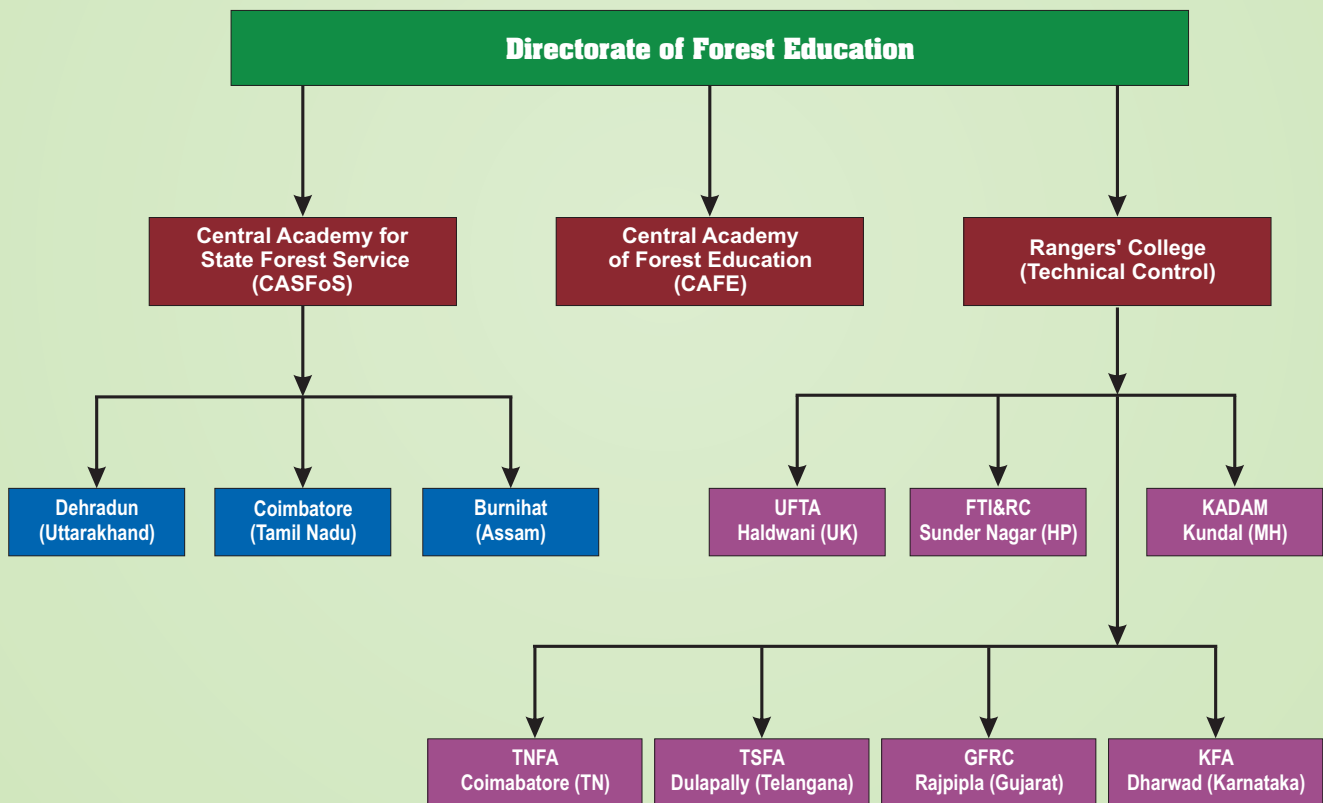 Directorate of Forest Education
Central Academy for
State Forest Service
(CASFoS)
Central Academy
of Forest Education
(CAFE)
Rangers' College
(Technical Control)
Dehradun
(Uttarakhand)
Coimbatore
(Tamil Nadu)
Burnihat
(Assam)
UFTA
Haldwani (UK)
FTI&RC
Sunder Nagar (HP)
KADAM
Kundal (MH)
TNFA
Coimabatore (TN)
TSFA
Dulapally (Telangana)
GFRC
Rajpipla (Gujarat)
KFA
Dharwad (Karnataka)